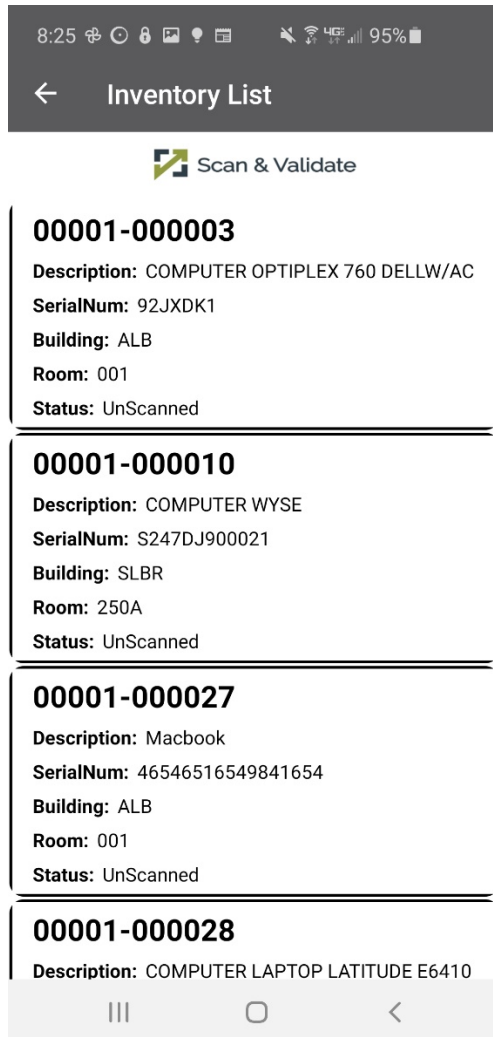 8:25 95%
Inventory List
Scan & Validate
00001-000003
Description: COMPUTER OPTIPLEX 760 DELLW/AC
SerialNum: 92JXDK1
Building: ALB
Room: 001
Status: UnScanned
00001-000010
Description: COMPUTER WYSE
SerialNum: S247DJ900021
Building: SLBR
Room: 250A
Status: UnScanned
00001-000027
Description: Macbook
SerialNum: 46546516549841654
Building: ALB
Room: 001
Status: UnScanned
00001-000028
Description: COMPUTER LAPTOP LATITUDE E6410